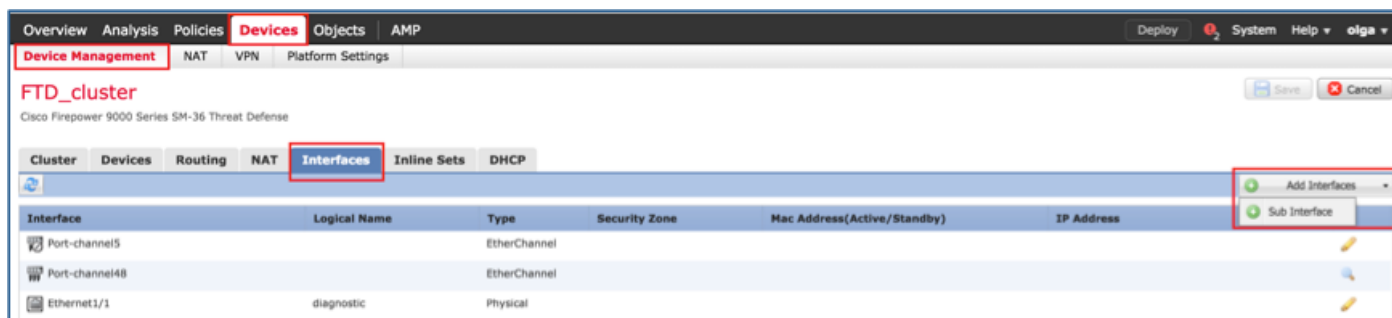 Overview Analysis Policies Devices Objects AMP Deploy 2 System Help olga
Device Management NAT VPN Platform Settings
FTD_cluster Save Cancel
Cisco Firepower 9000 Series SM-36 Threat Defense
Cluster Devices Routing NAT Interfaces Inline Sets DHCP
Add Interfaces
Sub Interface
Interface Logical Name Type Security Zone Mac Address(Active/Standby) IP Address
Port-channel5 EtherChannel
Port-channel48 EtherChannel
Ethernet1/1 diagnostic Physical